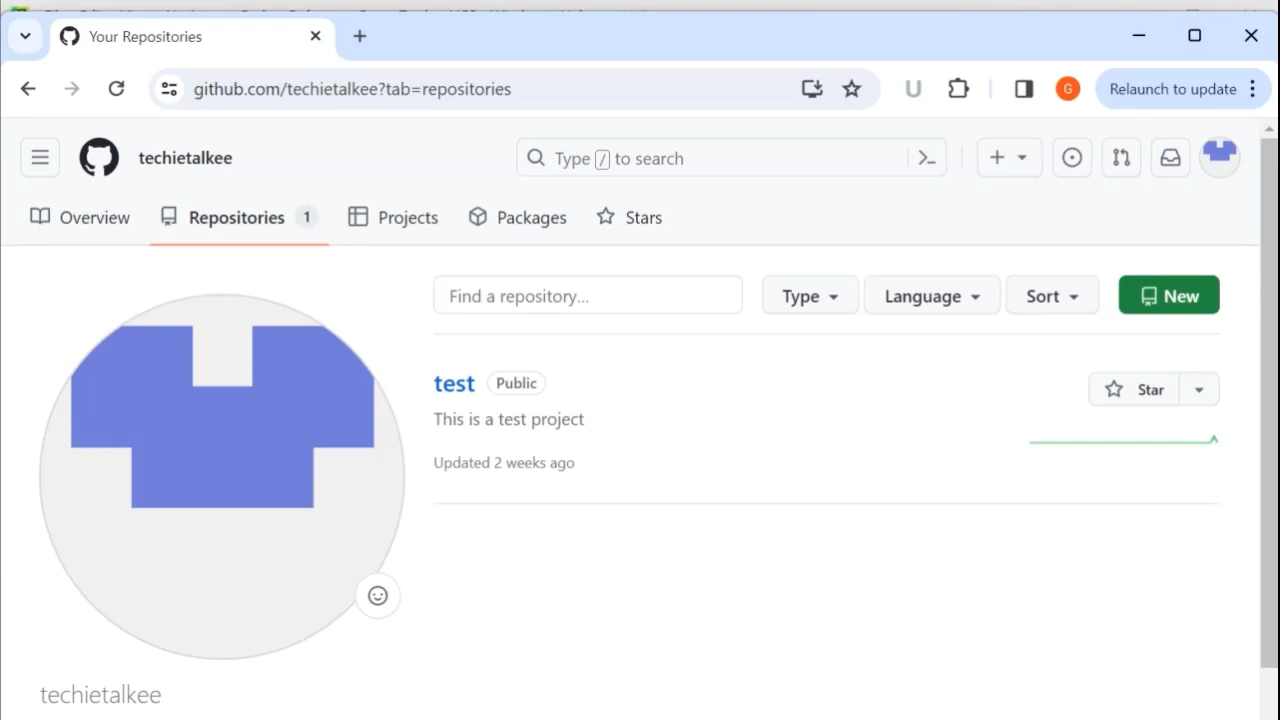 Your Repositories
github.com/techietalkee?tab=repositories
U
G
Relaunch to update
techietalkee
Type / to search
Overview
Repositories 1
Projects
Packages
Stars
Find a repository...
Type
Language
Sort
New
test Public
Star
This is a test project
Updated 2 weeks ago
techietalkee